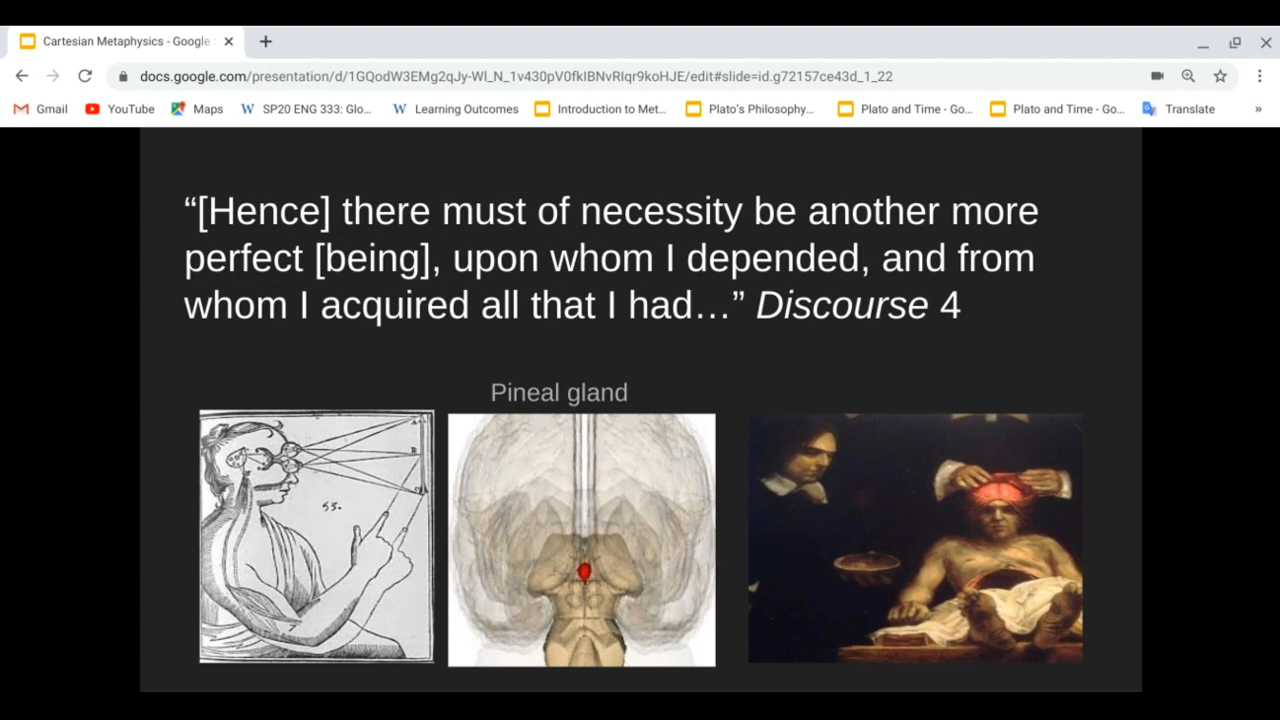 Cartesian Metaphysics - Google
docs.google.com/presentation/d/1GQodW3EMg2qJy-Wl_N_1v430pV0fkIBNvRIqr9koHJE/edit#slide=id.g72157ce43d_1_22
Gmail YouTube Maps SP20 ENG 333: Glo... Learning Outcomes Introduction to Met... Plato's Philosophy... Plato and Time - Go... Plato and Time - Go... Translate »
“[Hence] there must of necessity be another more
perfect [being], upon whom I depended, and from
whom I acquired all that I had…” Discourse 4
Pineal gland
55.